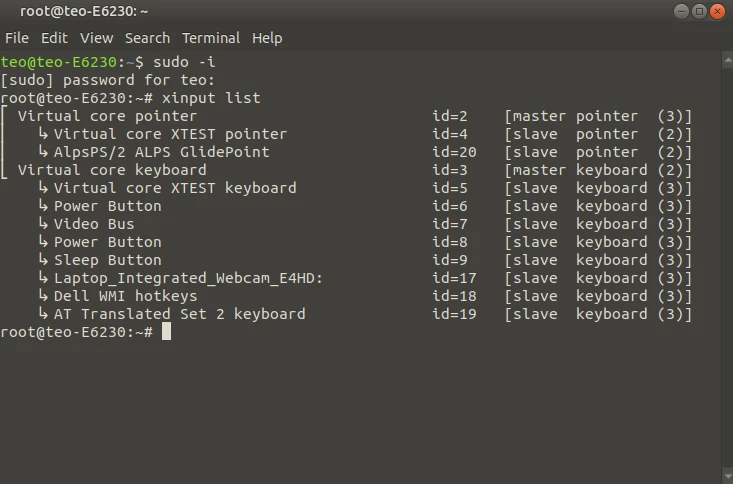 root@teo-E6230: ~
File Edit View Search Terminal Help
teo@teo-E6230:~$ sudo -i
[sudo] password for teo:
root@teo-E6230:~# xinput list
⎡ Virtual core pointer id=2 [master pointer (3)]
⎜ ↳ Virtual core XTEST pointer id=4 [slave pointer (2)]
⎜ ↳ AlpsPS/2 ALPS GlidePoint id=20 [slave pointer (2)]
⎣ Virtual core keyboard id=3 [master keyboard (2)]
↳ Virtual core XTEST keyboard id=5 [slave keyboard (3)]
↳ Power Button id=6 [slave keyboard (3)]
↳ Video Bus id=7 [slave keyboard (3)]
↳ Power Button id=8 [slave keyboard (3)]
↳ Sleep Button id=9 [slave keyboard (3)]
↳ Laptop_Integrated_Webcam_E4HD: id=17 [slave keyboard (3)]
↳ Dell WMI hotkeys id=18 [slave keyboard (3)]
↳ AT Translated Set 2 keyboard id=19 [slave keyboard (3)]
root@teo-E6230:~#